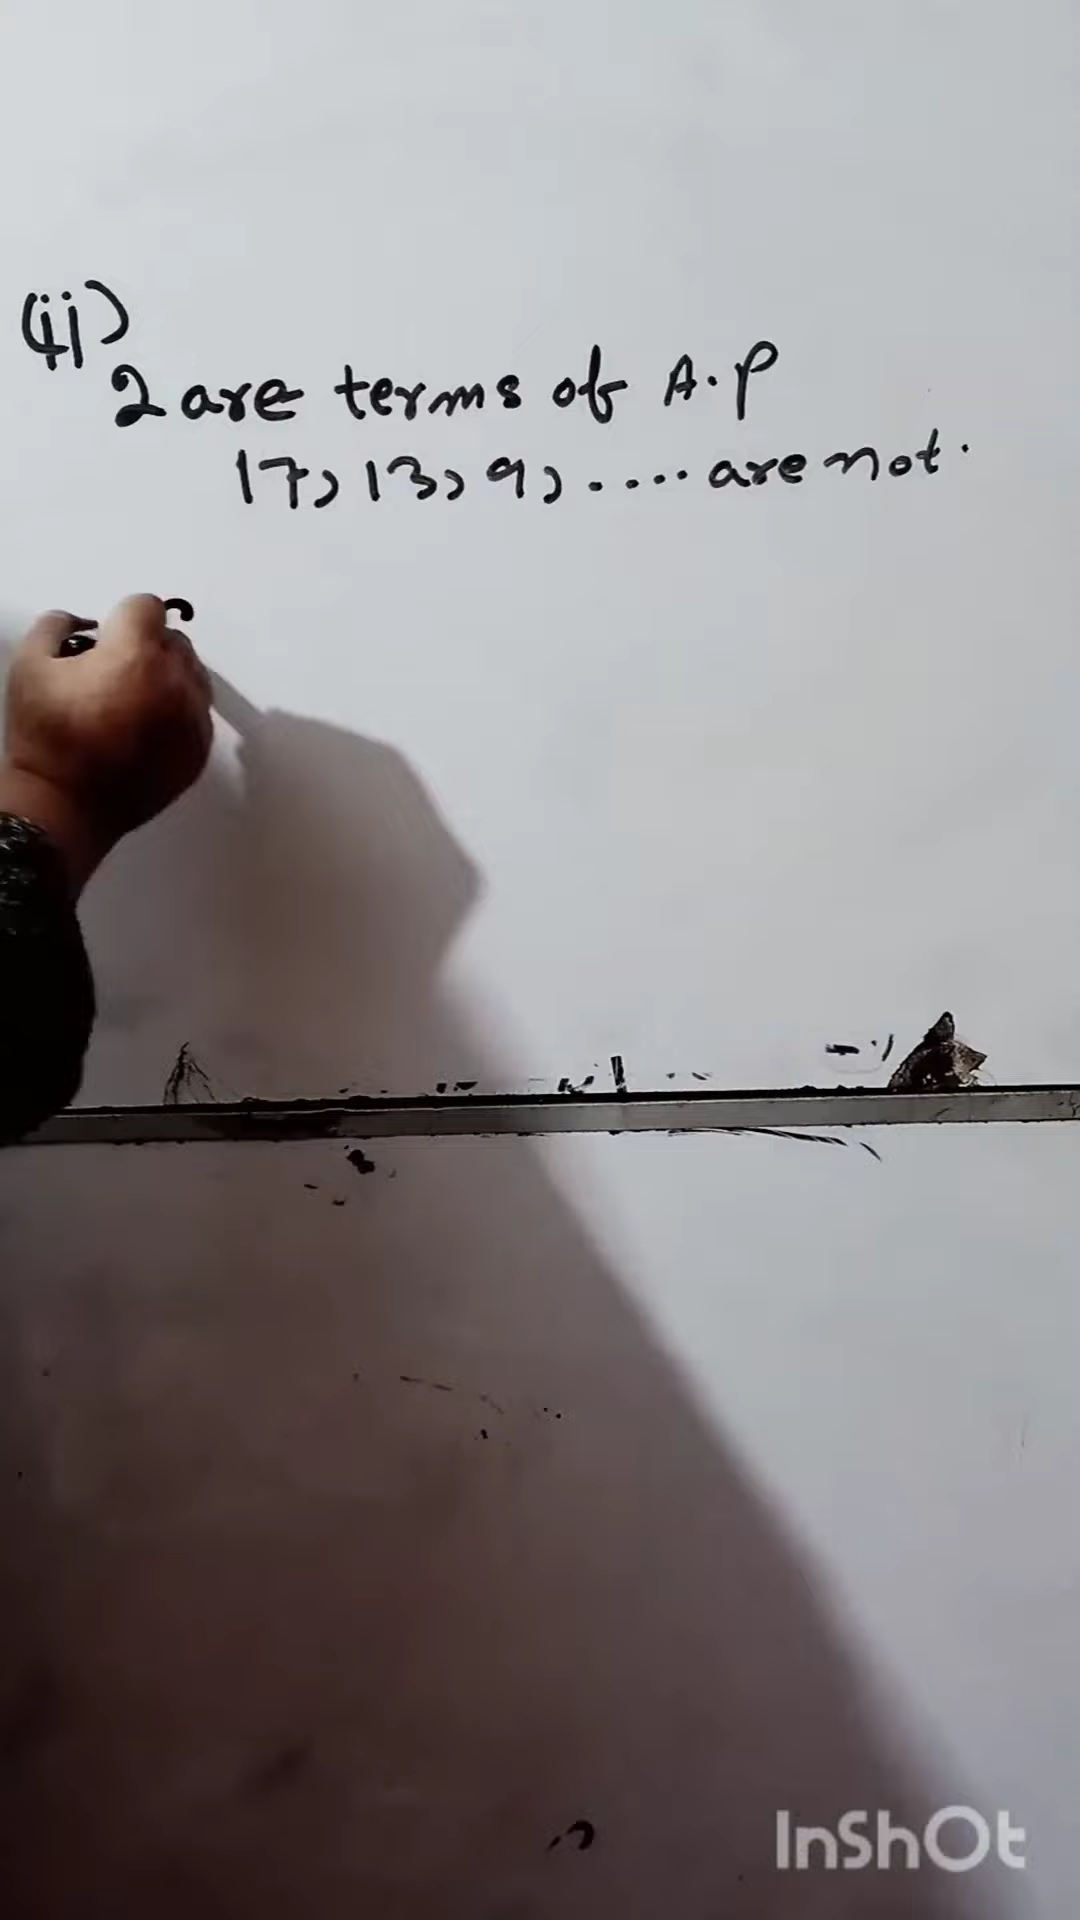 (ii)
2 are terms of A.P
17, 13, 9, ..... are not.
InShOt